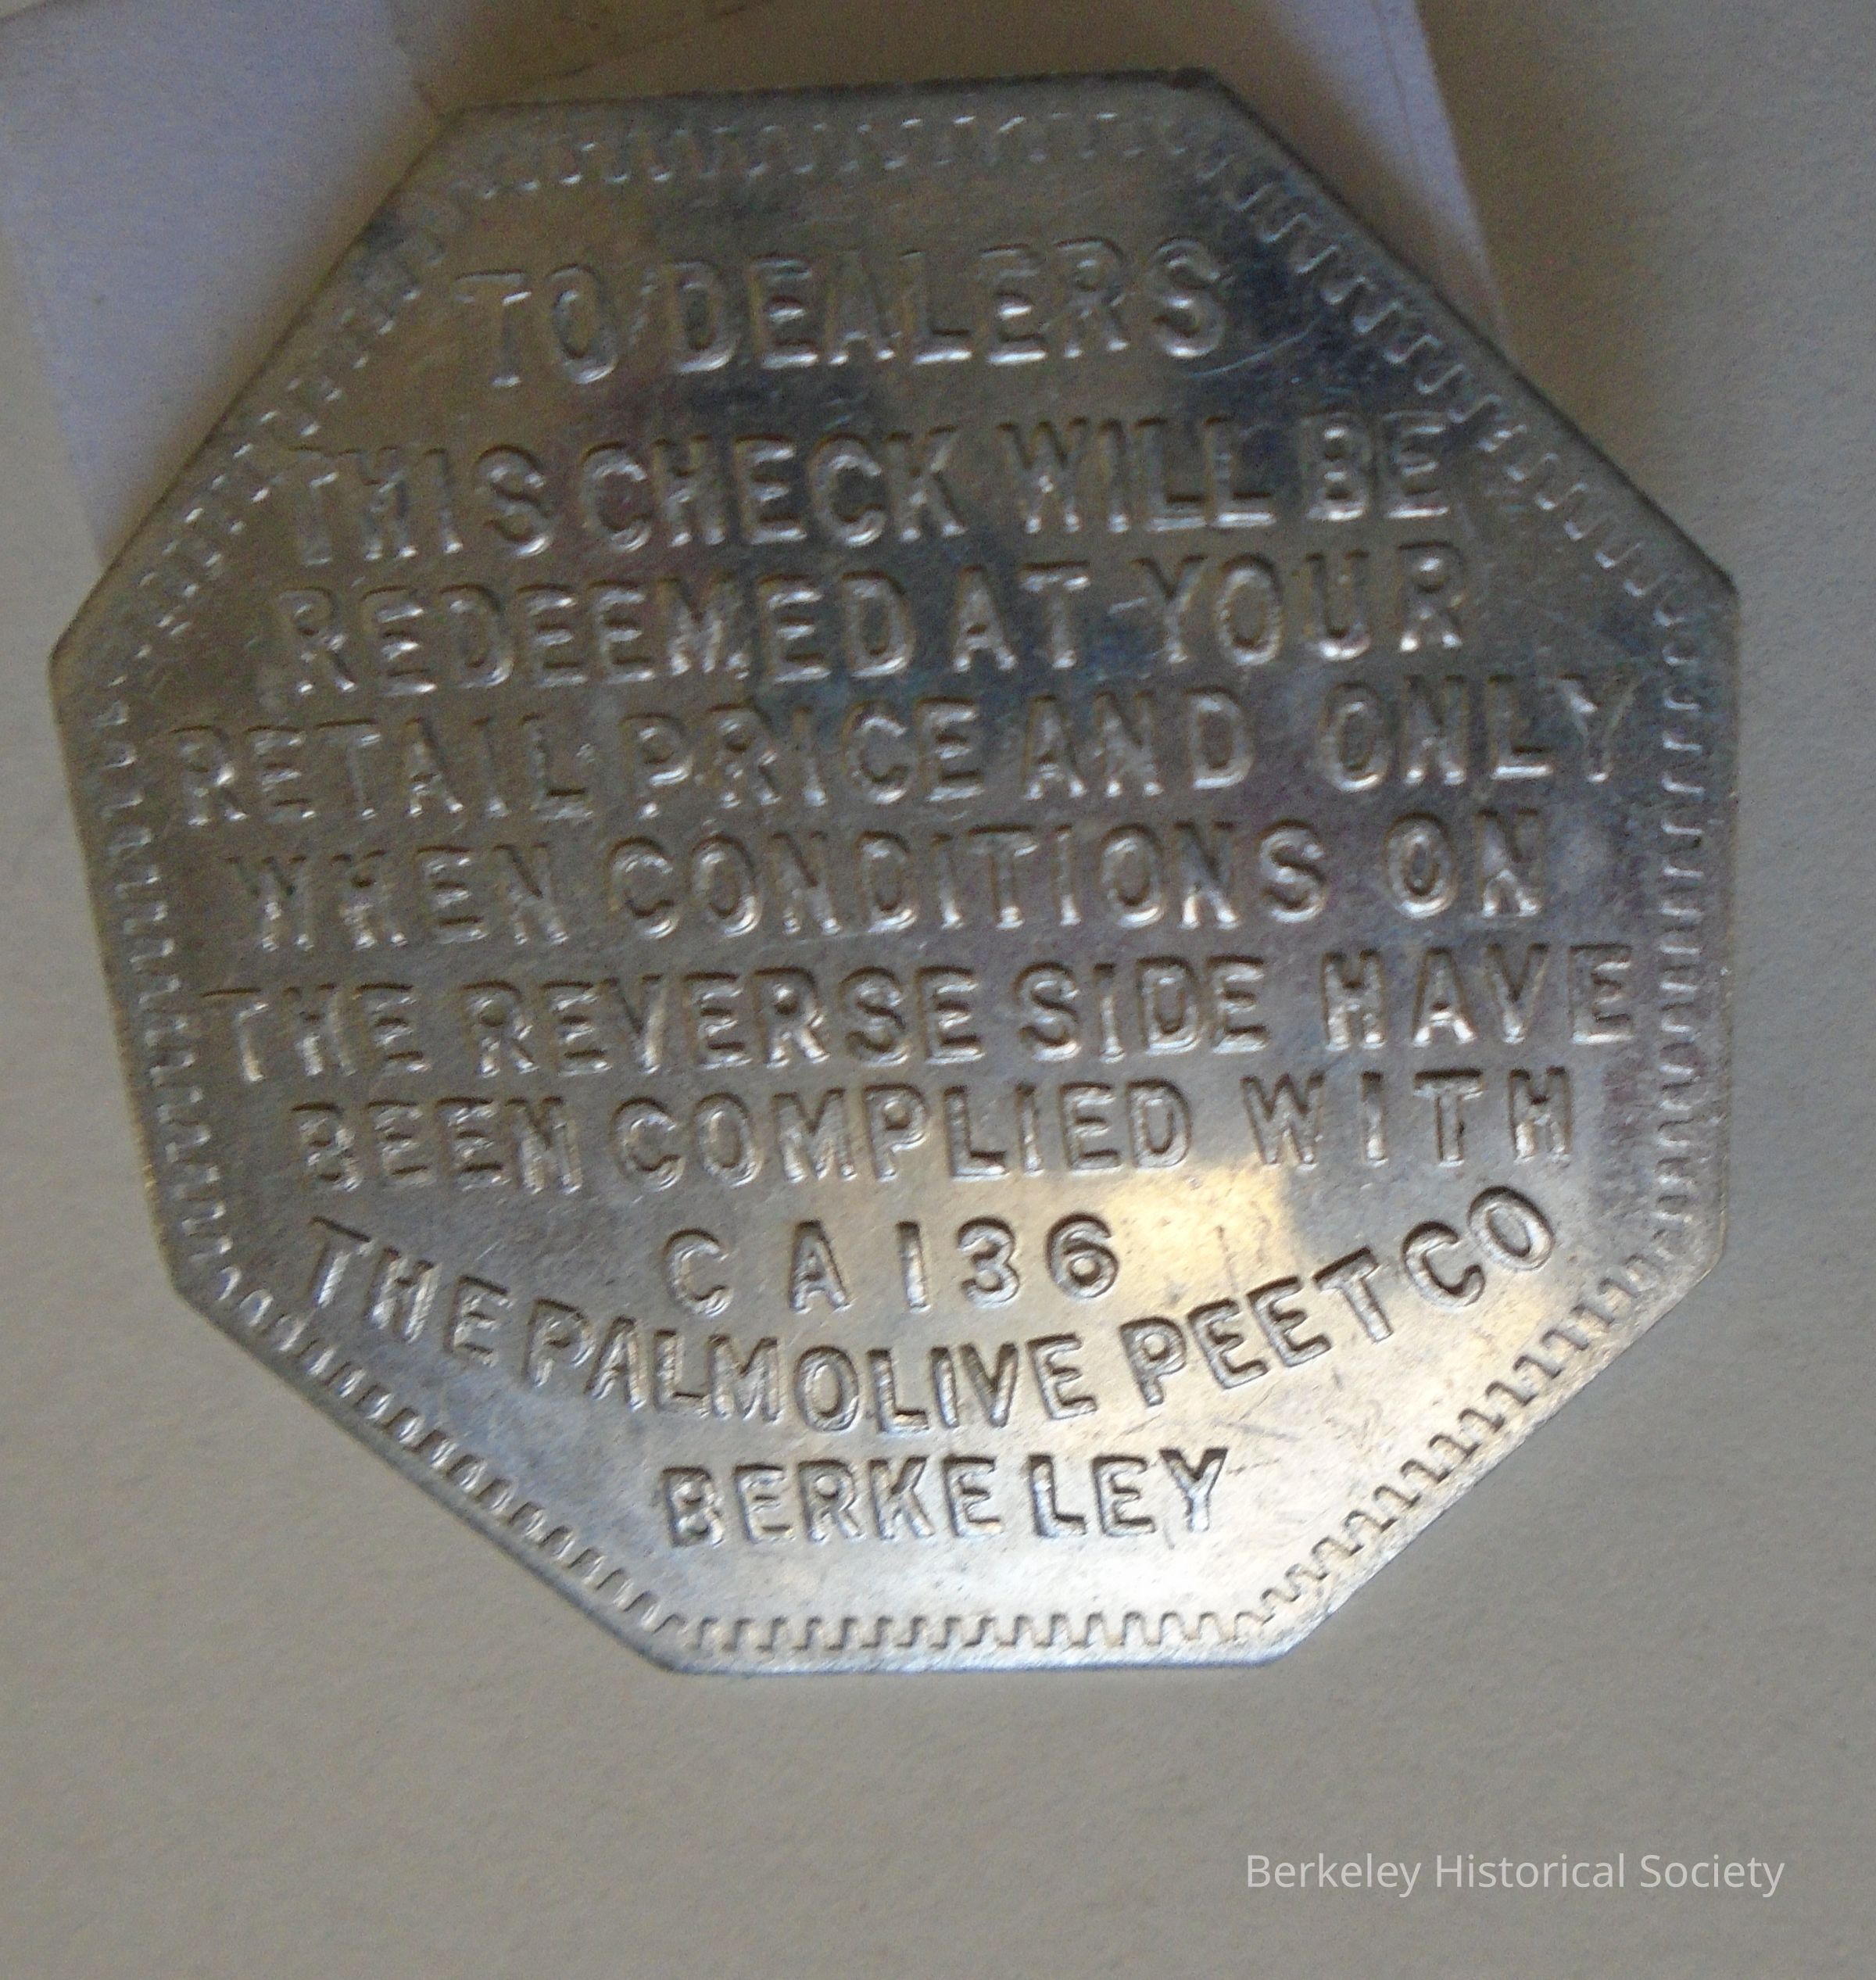 TO DEALERS
THIS CHECK WILL BE
REDEEMED AT YOUR
RETAIL PRICE AND ONLY
WHEN CONDITIONS ON
THE REVERSE SIDE HAVE
BEEN COMPLIED WITH
C A 136
THE PALMOLIVE PEET CO
BERKELEY
Berkeley Historical Society